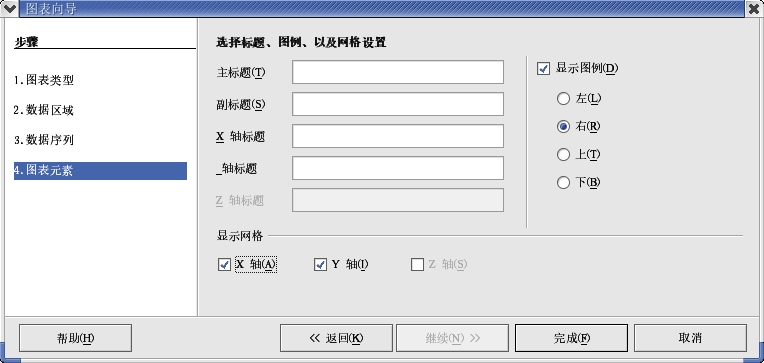 图表向导
步骤
1.图表类型
2.数据区域
3.数据序列
4.图表元素
选择标题、图例、以及网格设置
主标题(T)
副标题(S)
X 轴标题
_轴标题
Z 轴标题
显示图例(D)
左(L)
右(R)
上(T)
下(B)
显示网格
X 轴(A)
Y 轴(I)
Z 轴(S)
帮助(H)
<< 返回(K)
继续(N) >>
完成(F)
取消